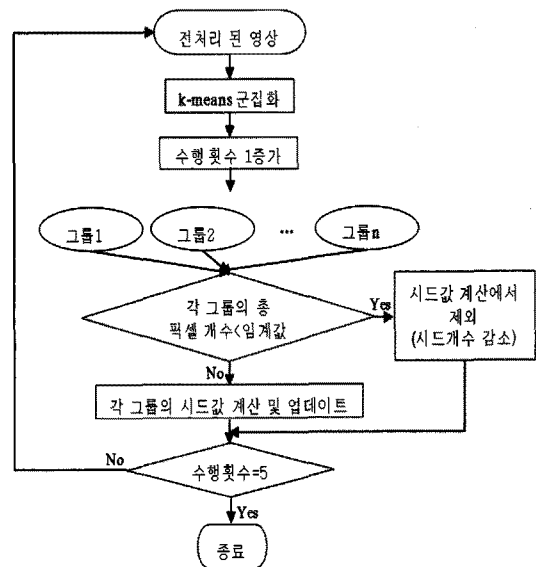 전처리 된 영상
k-means 군집화
수행횟수 1증가
그룹1
그룹2
...
그룹n
각 그룹의 총
픽셀 개수<임계값
Yes
시드값 계산에서
제외
(시드개수 감소)
No
각 그룹의 시드값 계산 및 업데이트
No
수행횟수=5
Yes
종료